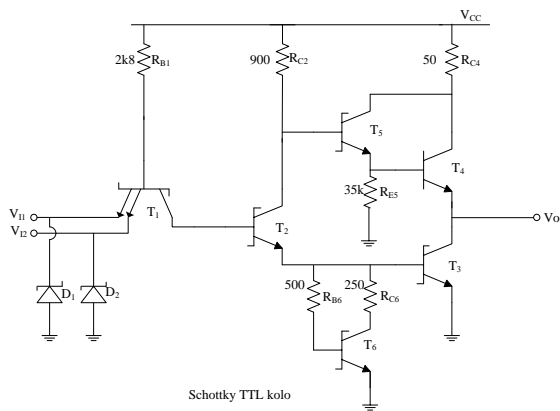 V_CC
2k8 R_B1
900 R_C2
50 R_C4
T_5
T_4
35k R_E5
V_I1
V_I2
T_1
T_2
Vo
T_3
D_1
D_2
500 R_B6
250 R_C6
T_6
Schottky TTL kolo